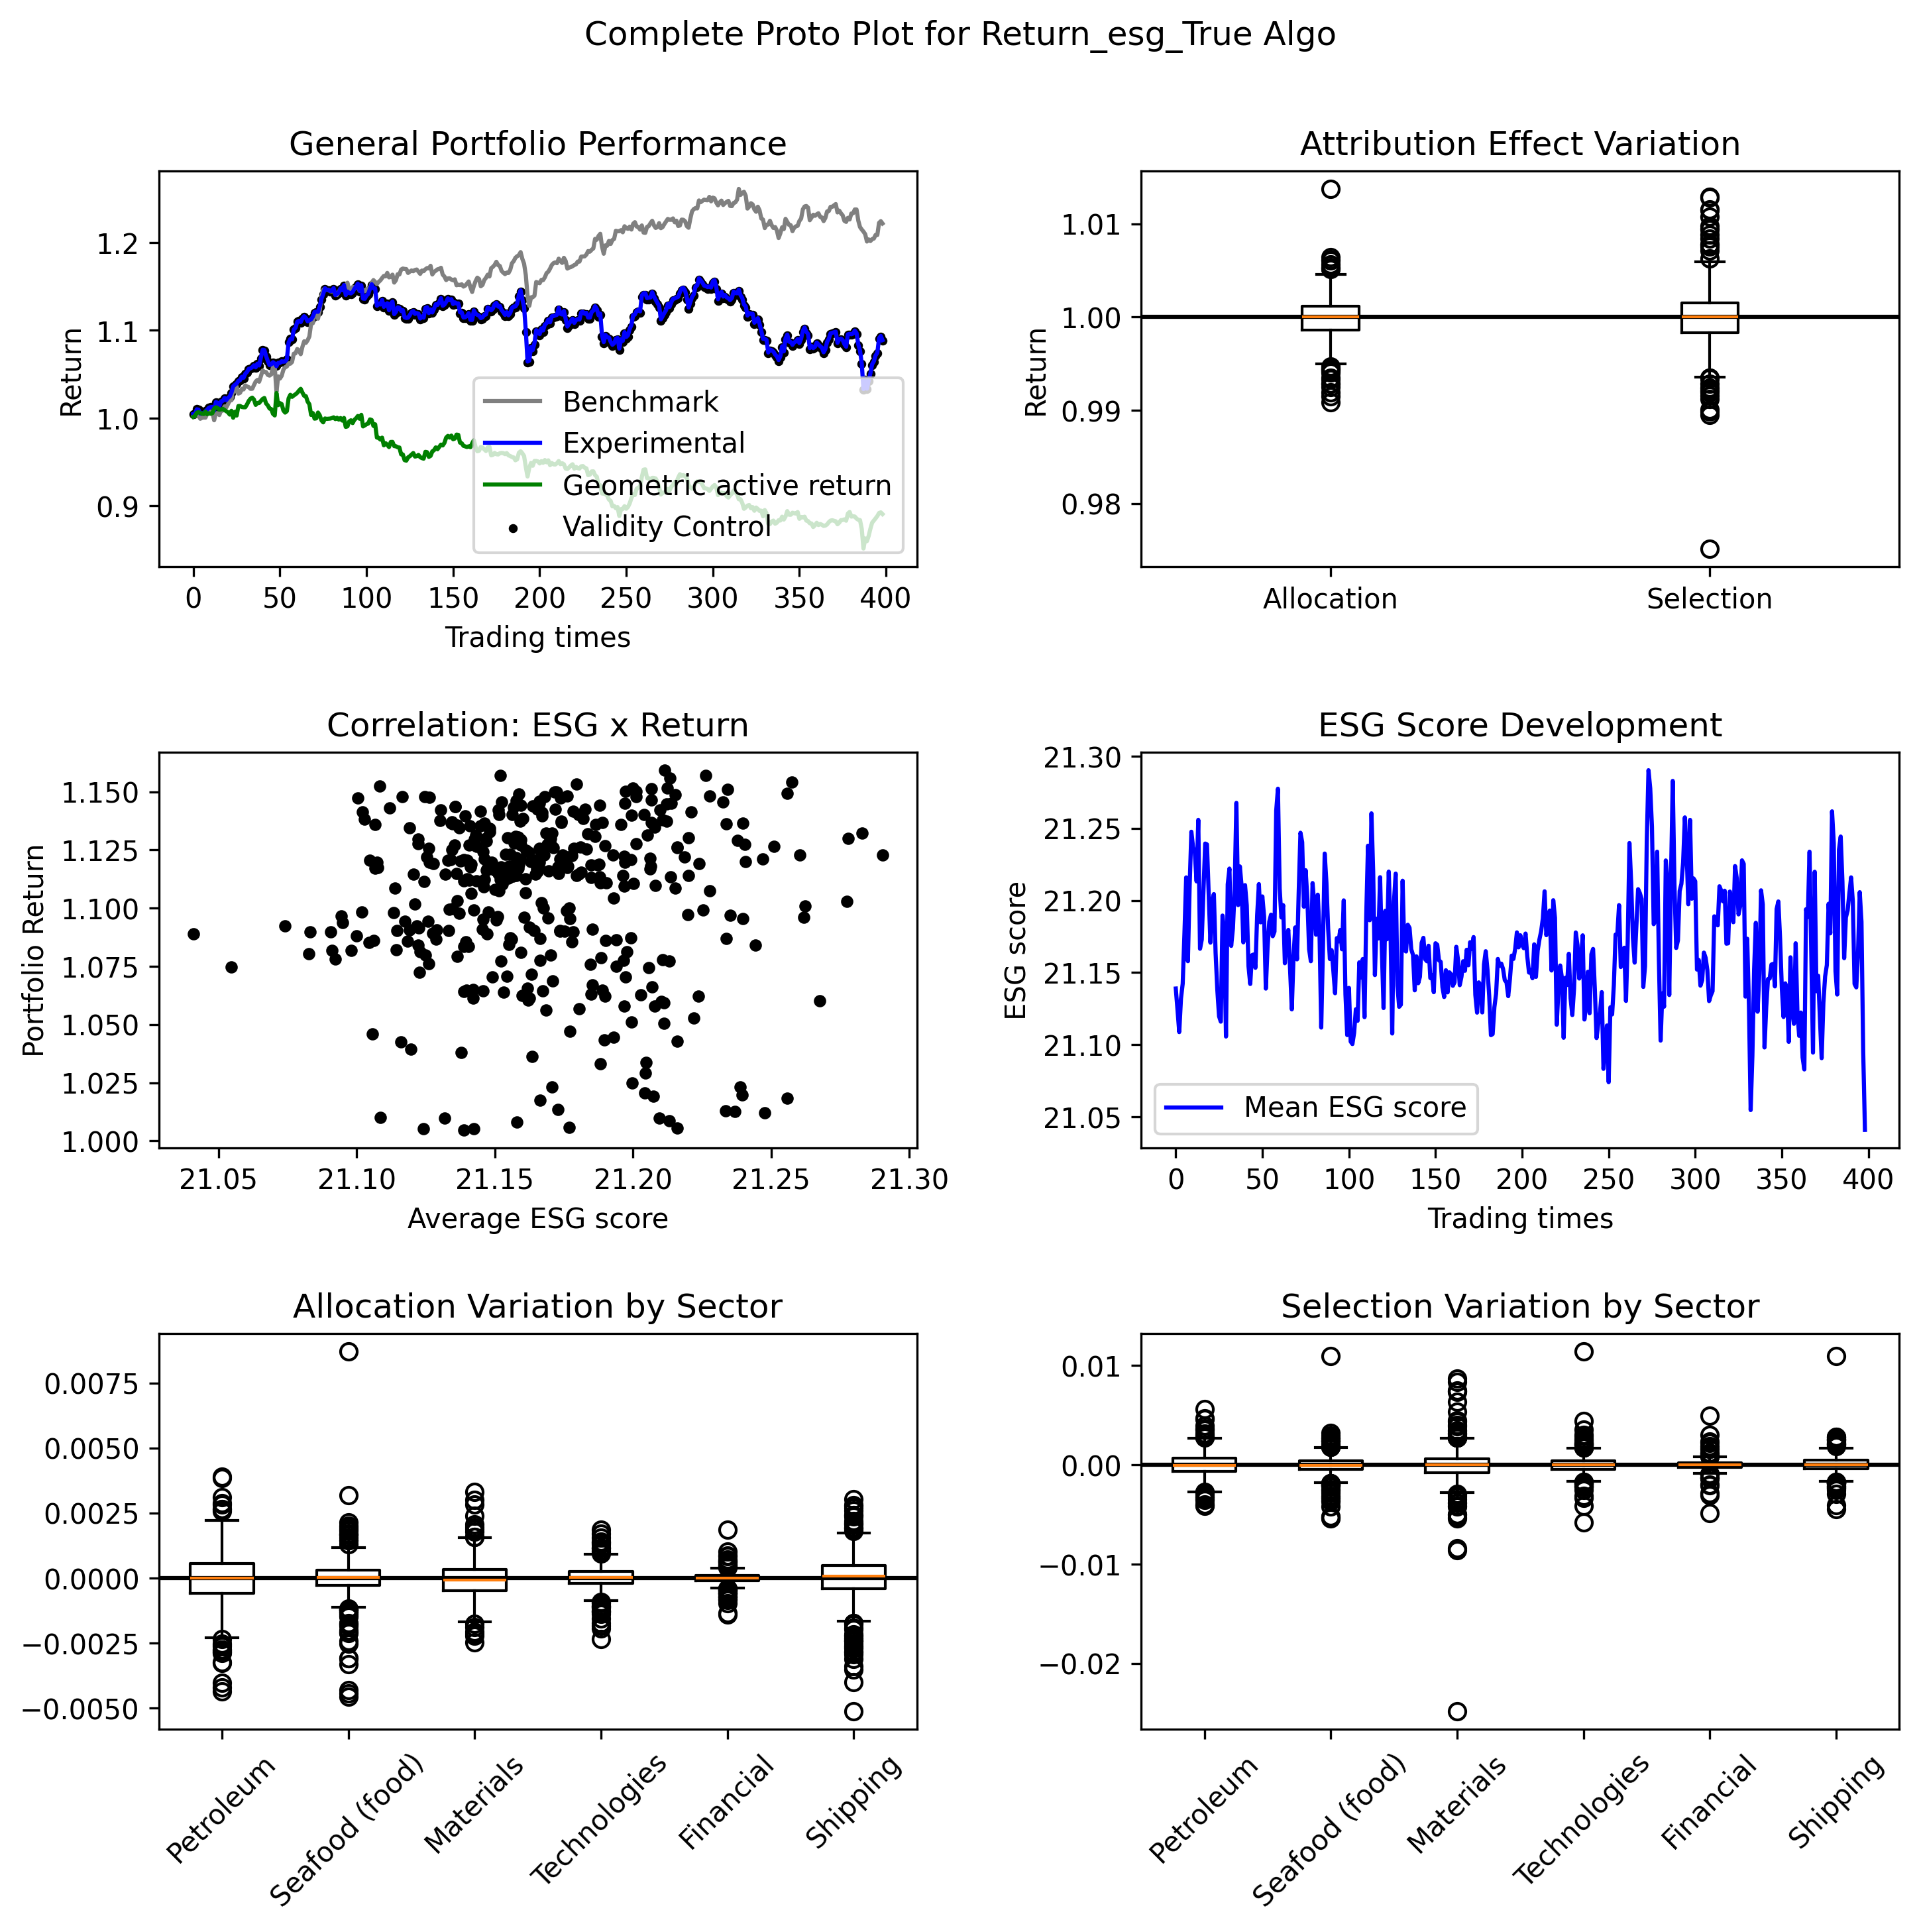 Complete Proto Plot for Return_esg_True Algo
General Portfolio Performance
Return
1.2
1.1
1.0
0.9
Benchmark
Experimental
Geometric active return
Validity Control
0 50 100 150 200 250 300 350 400
Trading times
Attribution Effect Variation
Return
1.01
1.00
0.99
0.98
Allocation Selection
Correlation: ESG x Return
Portfolio Return
1.150
1.125
1.100
1.075
1.050
1.025
1.000
21.05 21.10 21.15 21.20 21.25 21.30
Average ESG score
ESG Score Development
ESG score
21.30
21.25
21.20
21.15
21.10
21.05
Mean ESG score
0 50 100 150 200 250 300 350 400
Trading times
Allocation Variation by Sector
0.0075
0.0050
0.0025
0.0000
−0.0025
−0.0050
Petroleum
Seafood (food)
Materials
Technologies
Financial
Shipping
Selection Variation by Sector
0.01
0.00
−0.01
−0.02
Petroleum
Seafood (food)
Materials
Technologies
Financial
Shipping